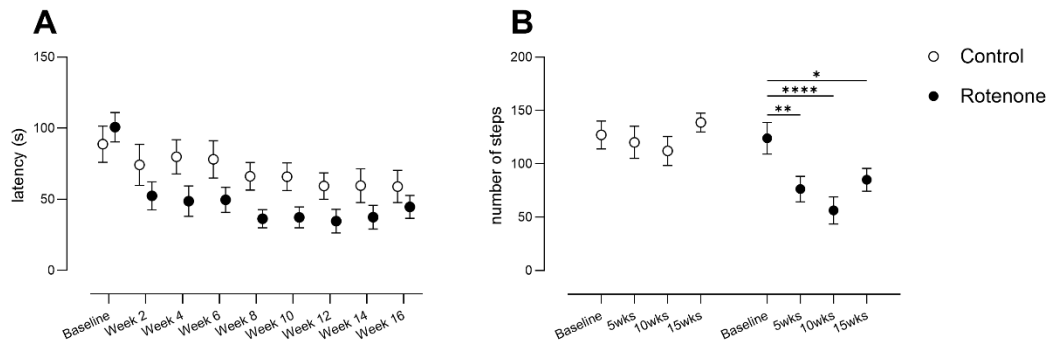 A
latency (s)
150
100
50
0
Baseline
Week 2
Week 4
Week 6
Week 8
Week 10
Week 12
Week 14
Week 16
B
number of steps
200
150
100
50
0
*
****
**
Baseline
5wks
10wks
15wks
Baseline
5wks
10wks
15wks
Control
Rotenone